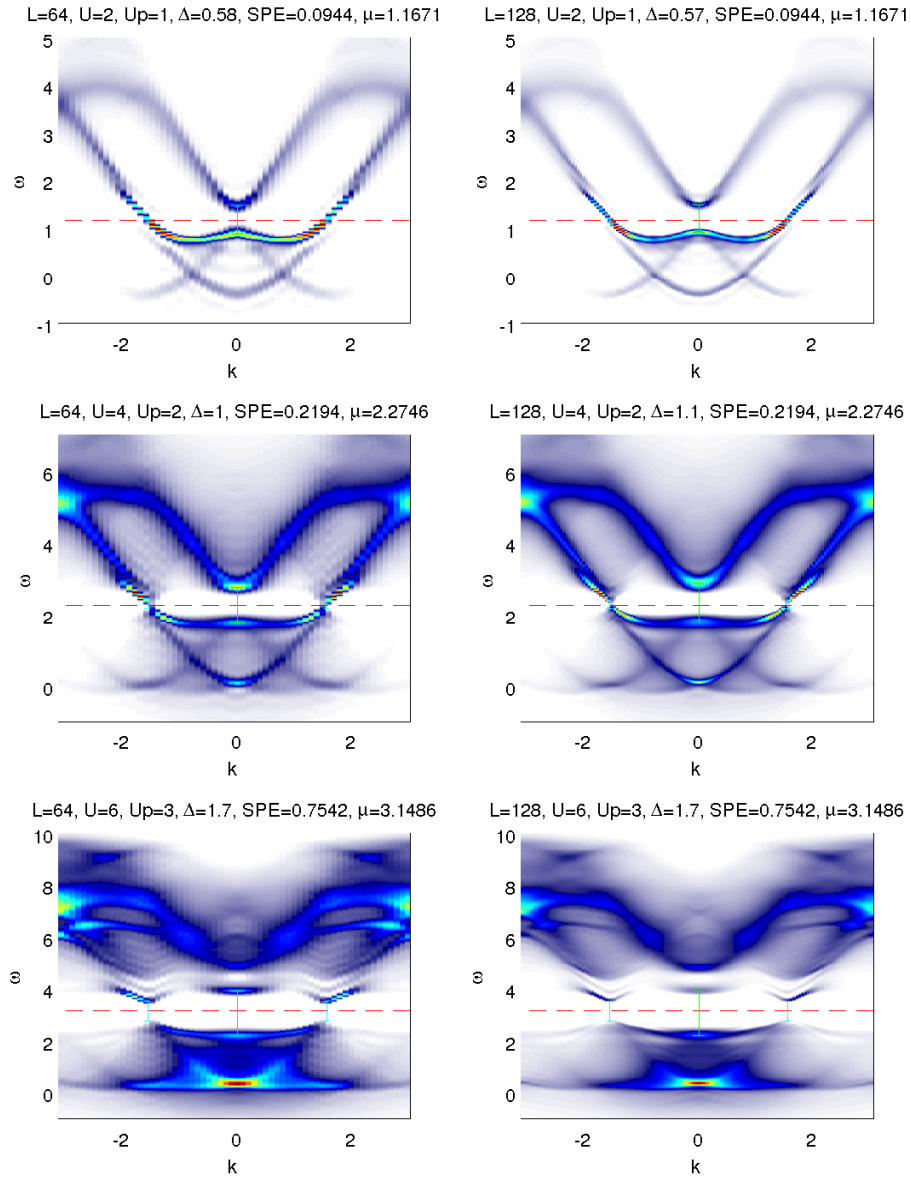 L=64, U=2, Up=1, Δ=0.58, SPE=0.0944, μ=1.1671
5
4
3
2
1
0
-1
ω
-2 0 2
k
L=128, U=2, Up=1, Δ=0.57, SPE=0.0944, μ=1.1671
5
4
3
2
1
0
-1
ω
-2 0 2
k
L=64, U=4, Up=2, Δ=1, SPE=0.2194, μ=2.2746
6
4
2
0
ω
-2 0 2
k
L=128, U=4, Up=2, Δ=1.1, SPE=0.2194, μ=2.2746
6
4
2
0
ω
-2 0 2
k
L=64, U=6, Up=3, Δ=1.7, SPE=0.7542, μ=3.1486
10
8
6
4
2
0
ω
-2 0 2
k
L=128, U=6, Up=3, Δ=1.7, SPE=0.7542, μ=3.1486
10
8
6
4
2
0
ω
-2 0 2
k